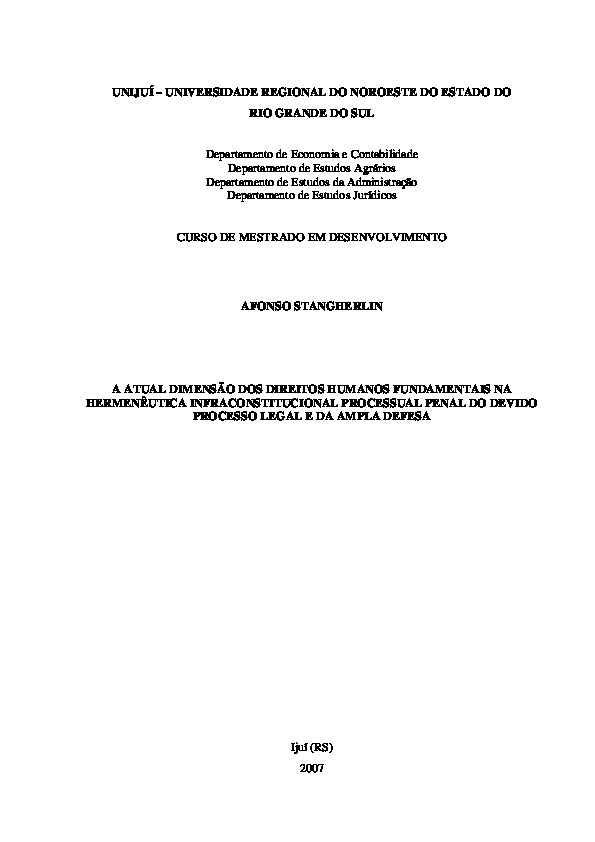 UNIJUÍ – UNIVERSIDADE REGIONAL DO NOROESTE DO ESTADO DO
RIO GRANDE DO SUL
Departamento de Economia e Contabilidade
Departamento de Estudos Agrários
Departamento de Estudos da Administração
Departamento de Estudos Jurídicos
CURSO DE MESTRADO EM DESENVOLVIMENTO
AFONSO STANGHERLIN
A ATUAL DIMENSÃO DOS DIREITOS HUMANOS FUNDAMENTAIS NA
HERMENÊUTICA INFRACONSTITUCIONAL PROCESSUAL PENAL DO DEVIDO
PROCESSO LEGAL E DA AMPLA DEFESA
Ijuí (RS)
2007